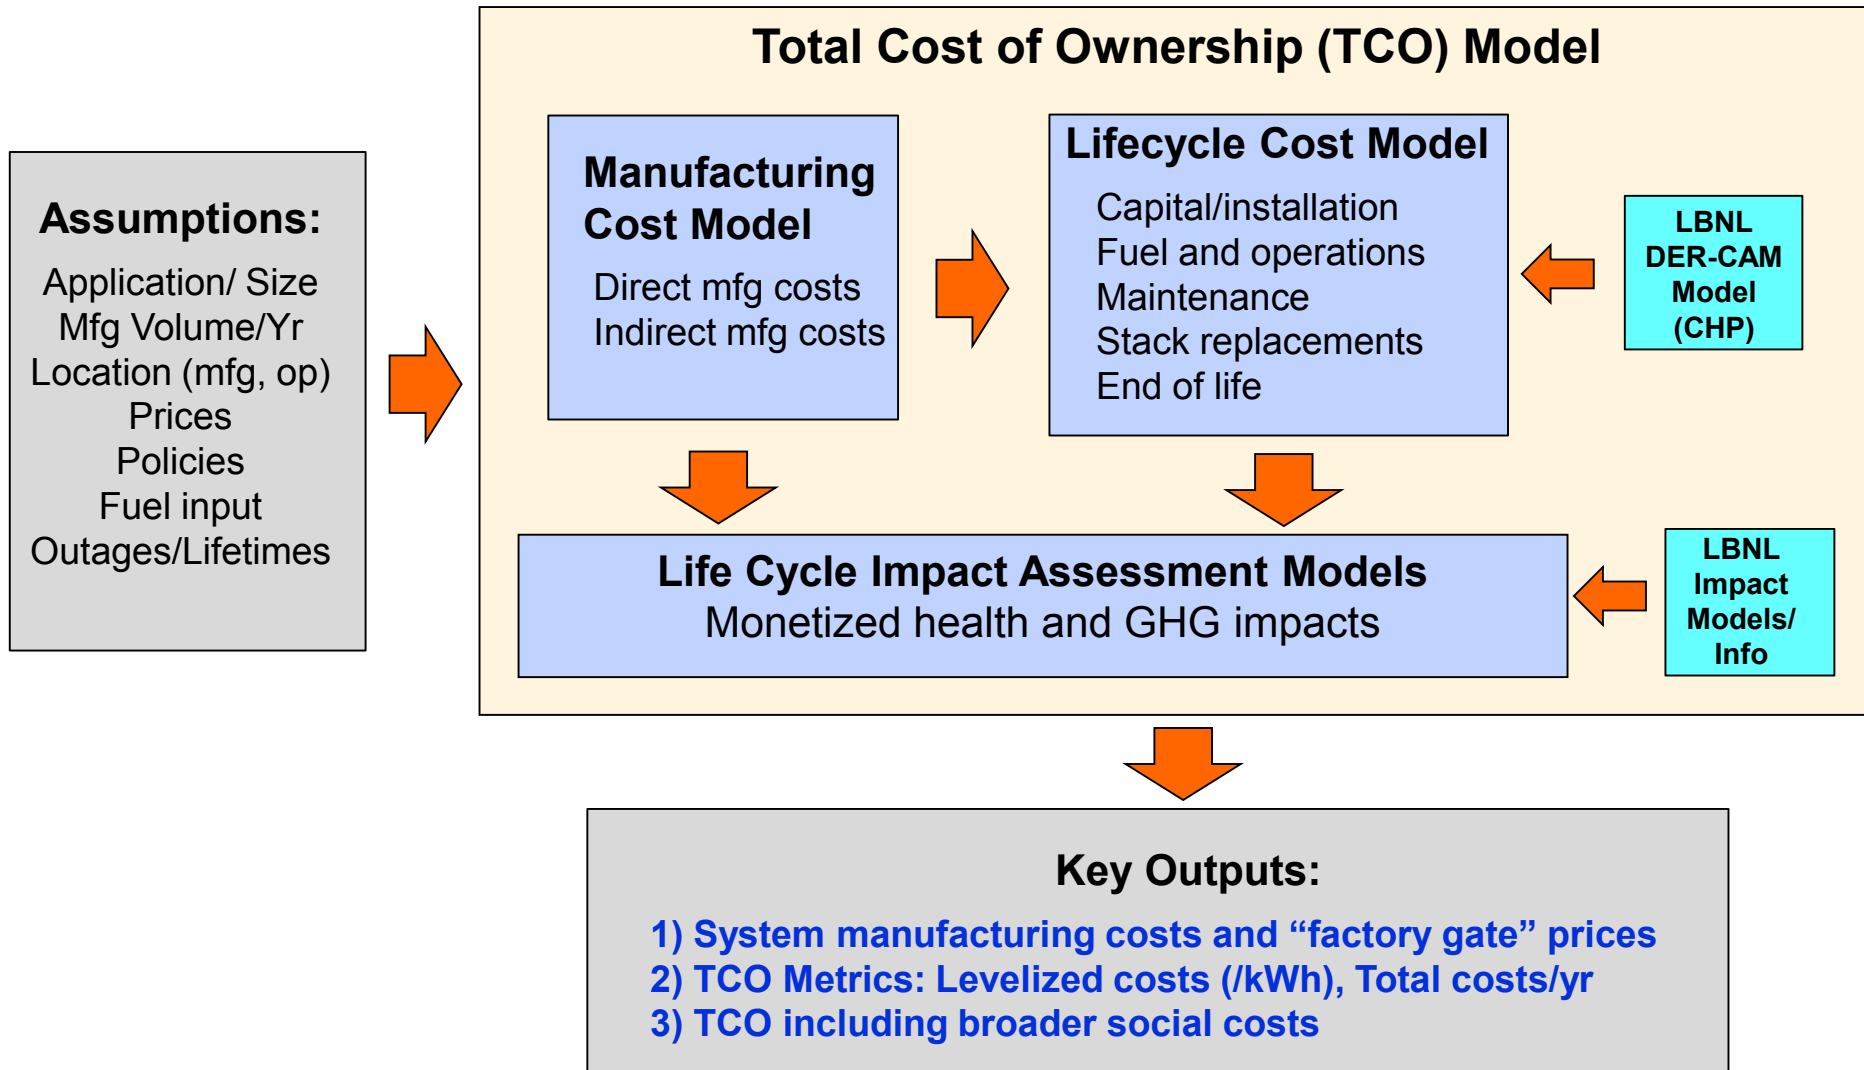 Total Cost of Ownership (TCO) Model
Assumptions:
Application/ Size
Mfg Volume/Yr
Location (mfg, op)
Prices
Policies
Fuel input
Outages/Lifetimes
Manufacturing
Cost Model
Direct mfg costs
Indirect mfg costs
Lifecycle Cost Model
Capital/installation
Fuel and operations
Maintenance
Stack replacements
End of life
LBNL
DER-CAM
Model
(CHP)
Life Cycle Impact Assessment Models
Monetized health and GHG impacts
LBNL
Impact
Models/
Info
Key Outputs:
1) System manufacturing costs and “factory gate” prices
2) TCO Metrics: Levelized costs (/kWh), Total costs/yr
3) TCO including broader social costs